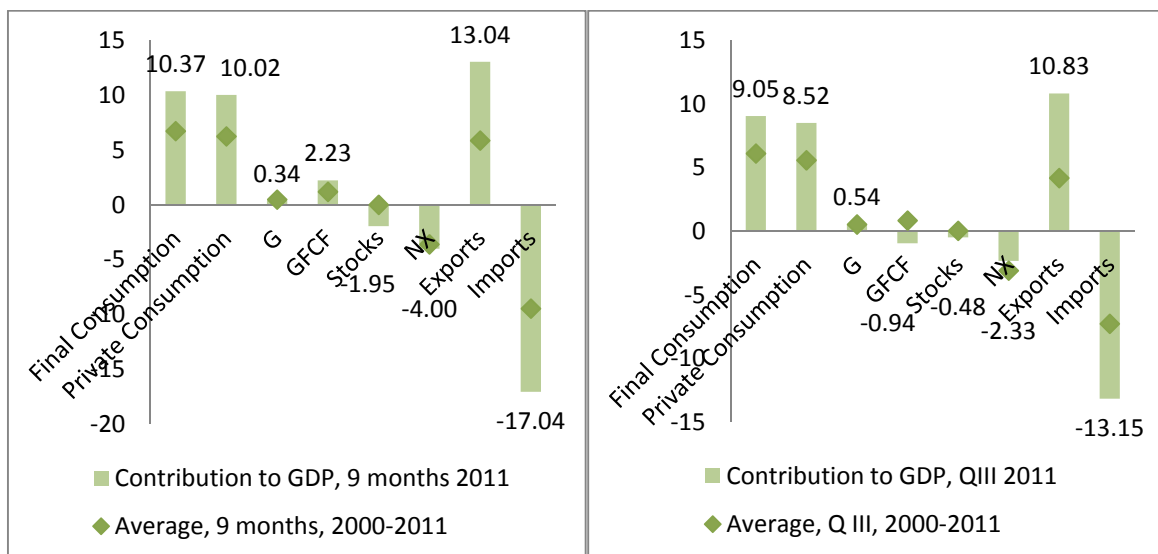 15
10
5
0
-5
-10
-15
-20
10.37
10.02
0.34
2.23
-1.95
-4.00
13.04
-17.04
Final Consumption
Private Consumption
G
GFCF
Stocks
NX
Exports
Imports
Contribution to GDP, 9 months 2011
Average, 9 months, 2000-2011
15
10
5
0
-5
-10
-15
9.05
8.52
0.54
-0.94
-0.48
-2.33
10.83
-13.15
Final Consumption
Private Consumption
G
GFCF
Stocks
NX
Exports
Imports
Contribution to GDP, QIII 2011
Average, Q III, 2000-2011